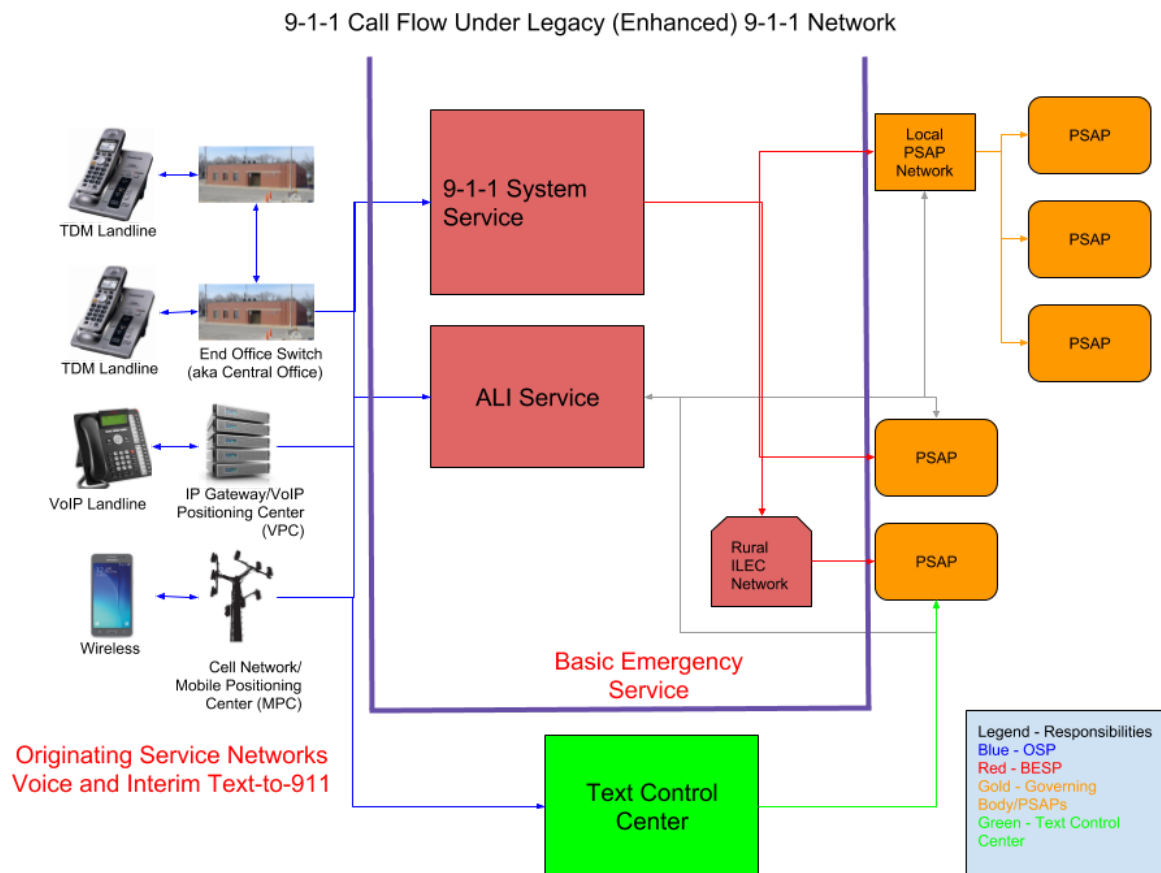 9-1-1 Call Flow Under Legacy (Enhanced) 9-1-1 Network
TDM Landline
TDM Landline
End Office Switch
(aka Central Office)
VoIP Landline
IP Gateway/VoIP
Positioning Center
(VPC)
Wireless
Cell Network/
Mobile Positioning
Center (MPC)
Originating Service Networks
Voice and Interim Text-to-911
9-1-1 System
Service
ALI Service
Rural
ILEC
Network
Basic Emergency
Service
Text Control
Center
Local
PSAP
Network
PSAP
PSAP
PSAP
PSAP
PSAP
Legend - Responsibilities
Blue - OSP
Red - BESP
Gold - Governing
Body/PSAPs
Green - Text Control
Center